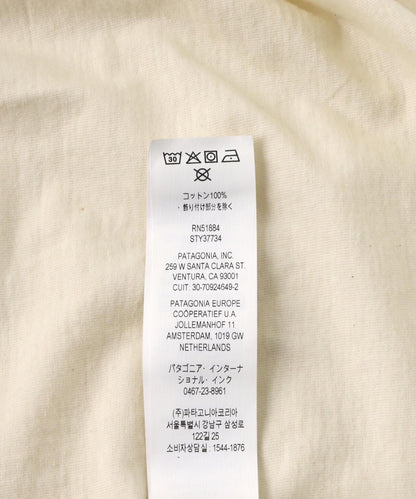 30
コットン100%
・飾り付け部分を除く
RN51884
STY37734
PATAGONIA, INC.
259 W SANTA CLARA ST.
VENTURA, CA 93001
CUIT: 30-70924649-2
PATAGONIA EUROPE
COÖPERATIEF U.A.
JOLLEMANHOF 11
AMSTERDAM, 1019 GW
NETHERLANDS
パタゴニア・インターナ
ショナル・インク
0467-23-8961
(주)파타고니아코리아
서울특별시 강남구 삼성로
122길 25
소비자상담실 : 1544-1876